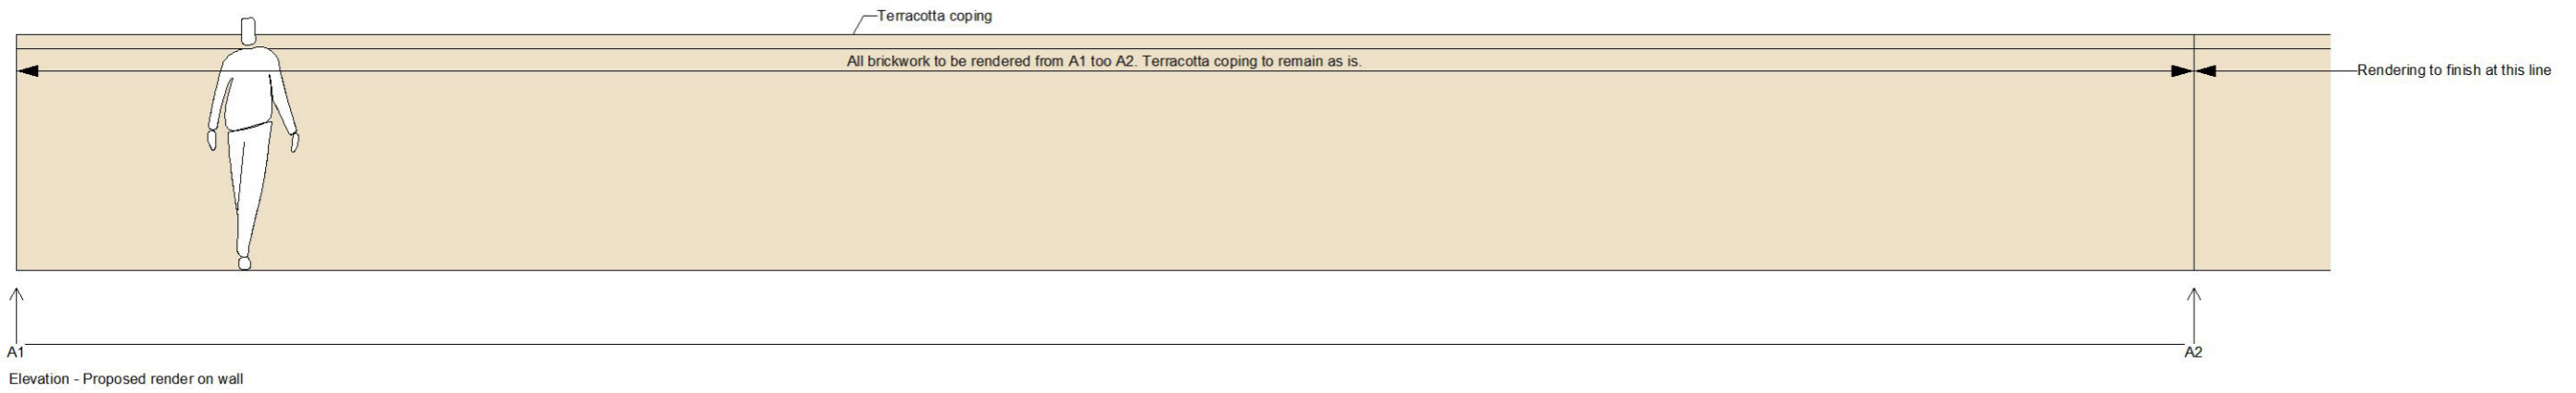 Terracotta coping
All brickwork to be rendered from A1 too A2. Terracotta coping to remain as is.
Rendering to finish at this line
A1
A2
Elevation - Proposed render on wall